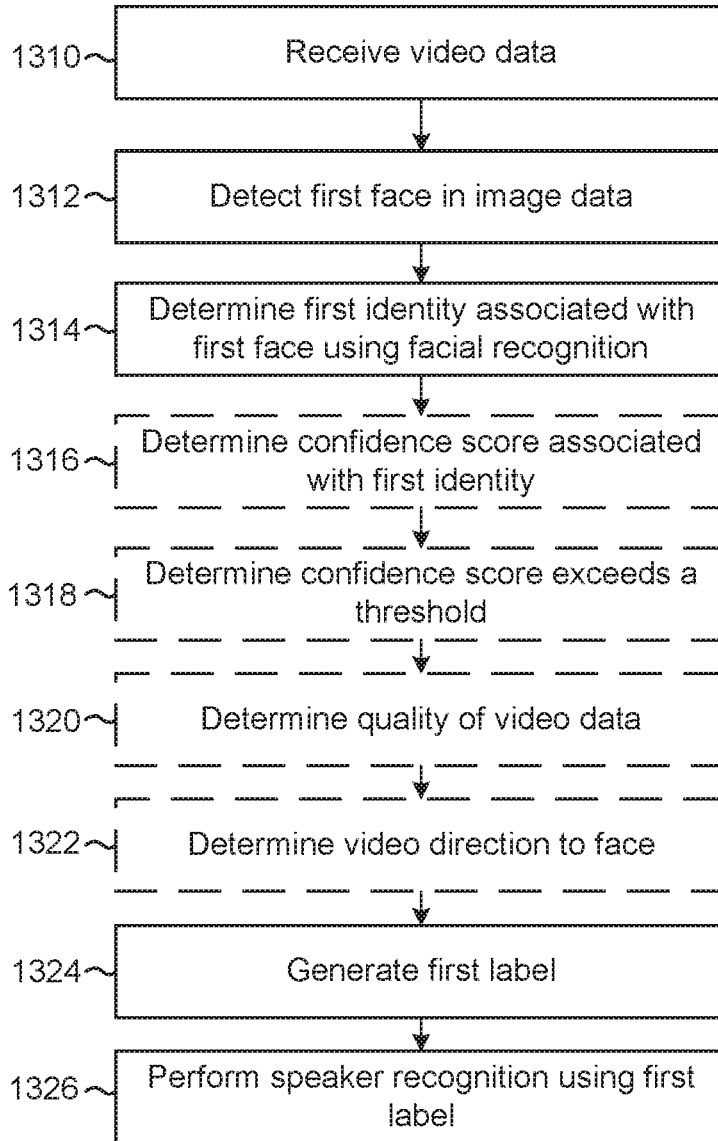 1310 Receive video data
1312 Detect first face in image data
1314 Determine first identity associated with
first face using facial recognition
1316 Determine confidence score associated
with first identity
1318 Determine confidence score exceeds a
threshold
1320 Determine quality of video data
1322 Determine video direction to face
1324 Generate first label
1326 Perform speaker recognition using first
label